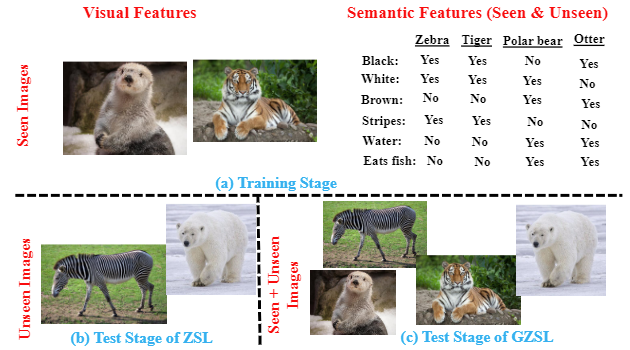 Visual Features
Semantic Features (Seen & Unseen)
Seen Images
Zebra Tiger Polar bear Otter
Black: Yes Yes No Yes
White: Yes Yes Yes No
Brown: No No Yes Yes
Stripes: Yes Yes No No
Water: No No Yes Yes
Eats fish: No No Yes Yes
(a) Training Stage
Unseen Images
(b) Test Stage of ZSL
Seen + Unseen
Images
(c) Test Stage of GZSL